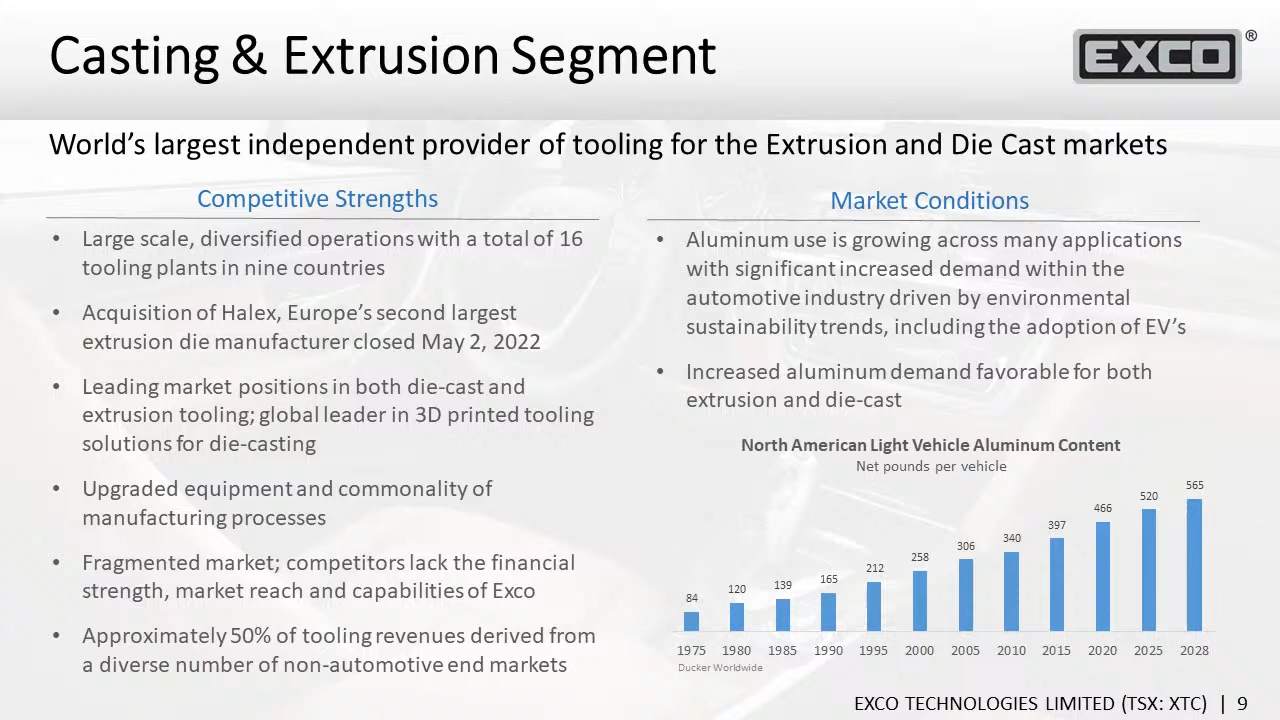 Casting & Extrusion Segment
EXCO®
World’s largest independent provider of tooling for the Extrusion and Die Cast markets
Competitive Strengths
• Large scale, diversified operations with a total of 16
tooling plants in nine countries
• Acquisition of Halex, Europe’s second largest
extrusion die manufacturer closed May 2, 2022
• Leading market positions in both die-cast and
extrusion tooling; global leader in 3D printed tooling
solutions for die-casting
• Upgraded equipment and commonality of
manufacturing processes
• Fragmented market; competitors lack the financial
strength, market reach and capabilities of Exco
• Approximately 50% of tooling revenues derived from
a diverse number of non-automotive end markets
Market Conditions
• Aluminum use is growing across many applications
with significant increased demand within the
automotive industry driven by environmental
sustainability trends, including the adoption of EV’s
• Increased aluminum demand favorable for both
extrusion and die-cast
North American Light Vehicle Aluminum Content
Net pounds per vehicle
84 120 139 165 212 258 306 340 397 466 520 565
1975 1980 1985 1990 1995 2000 2005 2010 2015 2020 2025 2028
Ducker Worldwide
EXCO TECHNOLOGIES LIMITED (TSX: XTC) | 9